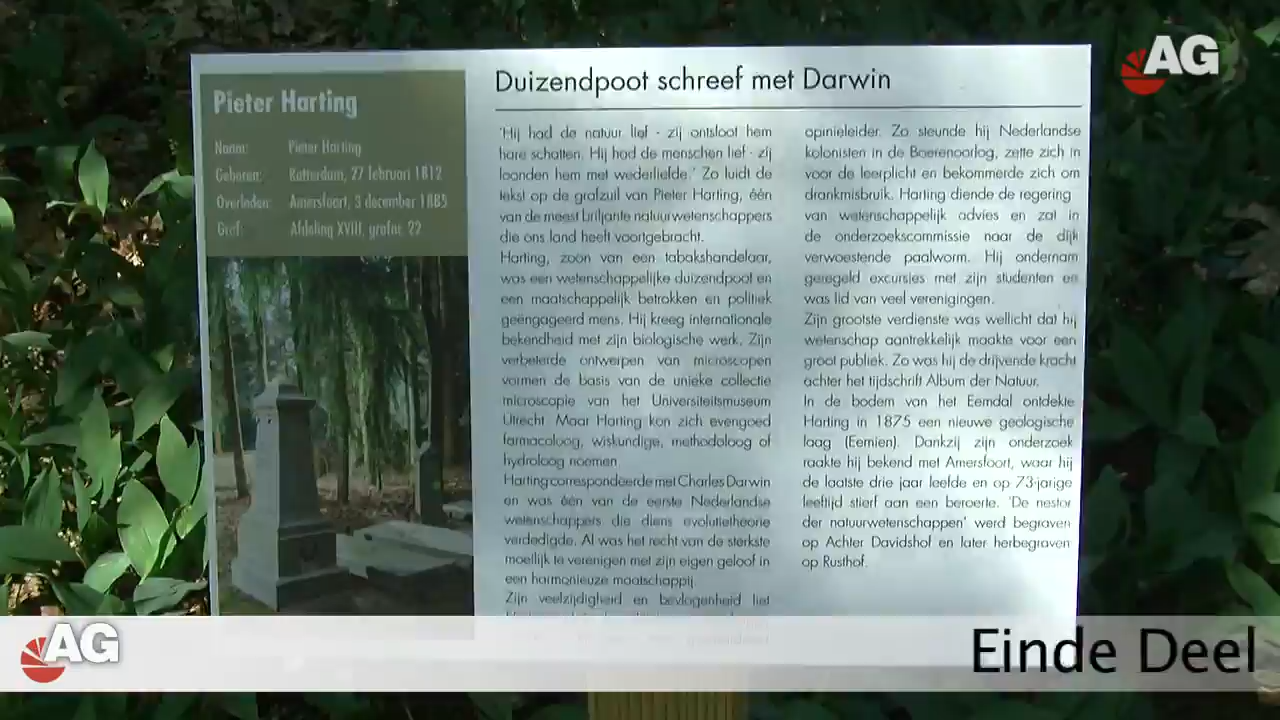 AG
Pieter Harting
Naam: Pieter Harting
Geboren: Rotterdam, 27 februari 1812
Overleden: Amersfoort, 3 december 1885
Graf: Afdeling XVIII, grafnr. 22
Duizendpoot schreef met Darwin
'Hij had de natuur lief - zij ontsloot hem
hare schatten. Hij had de menschen lief - zij
loonden hem met wederliefde.' Zo luidt de
tekst op de grafzuil van Pieter Harting, één
van de meest briljante natuurwetenschappers
die ons land heeft voortgebracht.
Harting, zoon van een tabakshandelaar,
was een wetenschappelijke duizendpoot en
een maatschappelijk betrokken en politiek
geëngageerd mens. Hij kreeg internationale
bekendheid met zijn biologische werk. Zijn
verbeterde ontwerpen van microscopen
vormen de basis van de unieke collectie
microscopie van het Universiteitsmuseum
Utrecht. Maar Harting kon zich evengoed
farmacoloog, wiskundige, methodoloog of
hydroloog noemen
Harting correspondeerde met Charles Darwin
en was één van de eerste Nederlandse
wetenschappers die diens evolutietheorie
verdedigde. Al was het recht van de sterkste
moeilijk te verenigen met zijn eigen geloof in
een harmonieuze maatschappij.
Zijn veelzijdigheid en bevlogenheid liet
opinieleider. Zo steunde hij Nederlandse
kolonisten in de Boerenoorlog, zette zich in
voor de leerplicht en bekommerde zich om
drankmisbruik. Harting diende de regering
van wetenschappelijk advies en zat in
de onderzoekscommissie naar de dijk
verwoestende paalworm. Hij ondernam
geregeld excursies met zijn studenten en
was lid van veel verenigingen.
Zijn grootste verdienste was wellicht dat hij
wetenschap aantrekkelijk maakte voor een
groot publiek. Zo was hij de drijvende kracht
achter het tijdschrift Album der Natuur.
In de bodem van het Eemdal ontdekte
Harting in 1875 een nieuwe geologische
laag (Eemien). Dankzij zijn onderzoek
raakte hij bekend met Amersfoort, waar hij
de laatste drie jaar leefde en op 73-jarige
leeftijd stierf aan een beroerte. 'De nestor
der natuurwetenschappen' werd begraven
op Achter Davidshof en later herbegraven
op Rusthof.
AG
Einde Deel